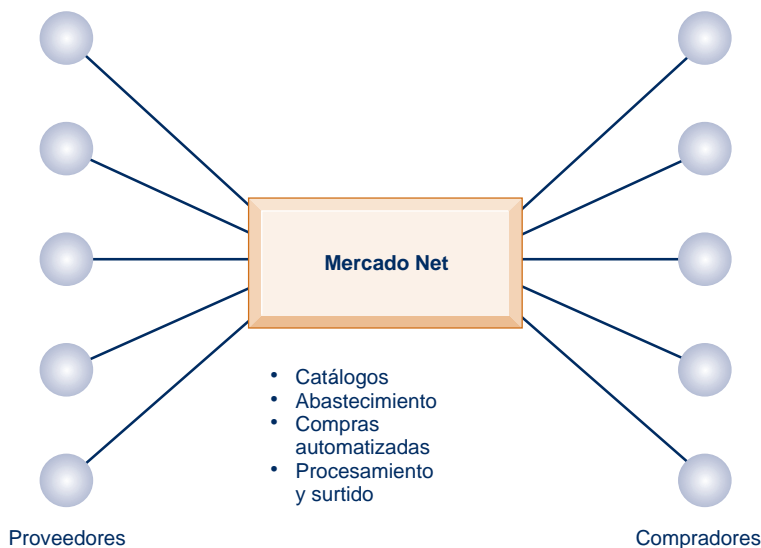 Mercado Net
• Catálogos
• Abastecimiento
• Compras
automatizadas
• Procesamiento
y surtido
Proveedores
Compradores